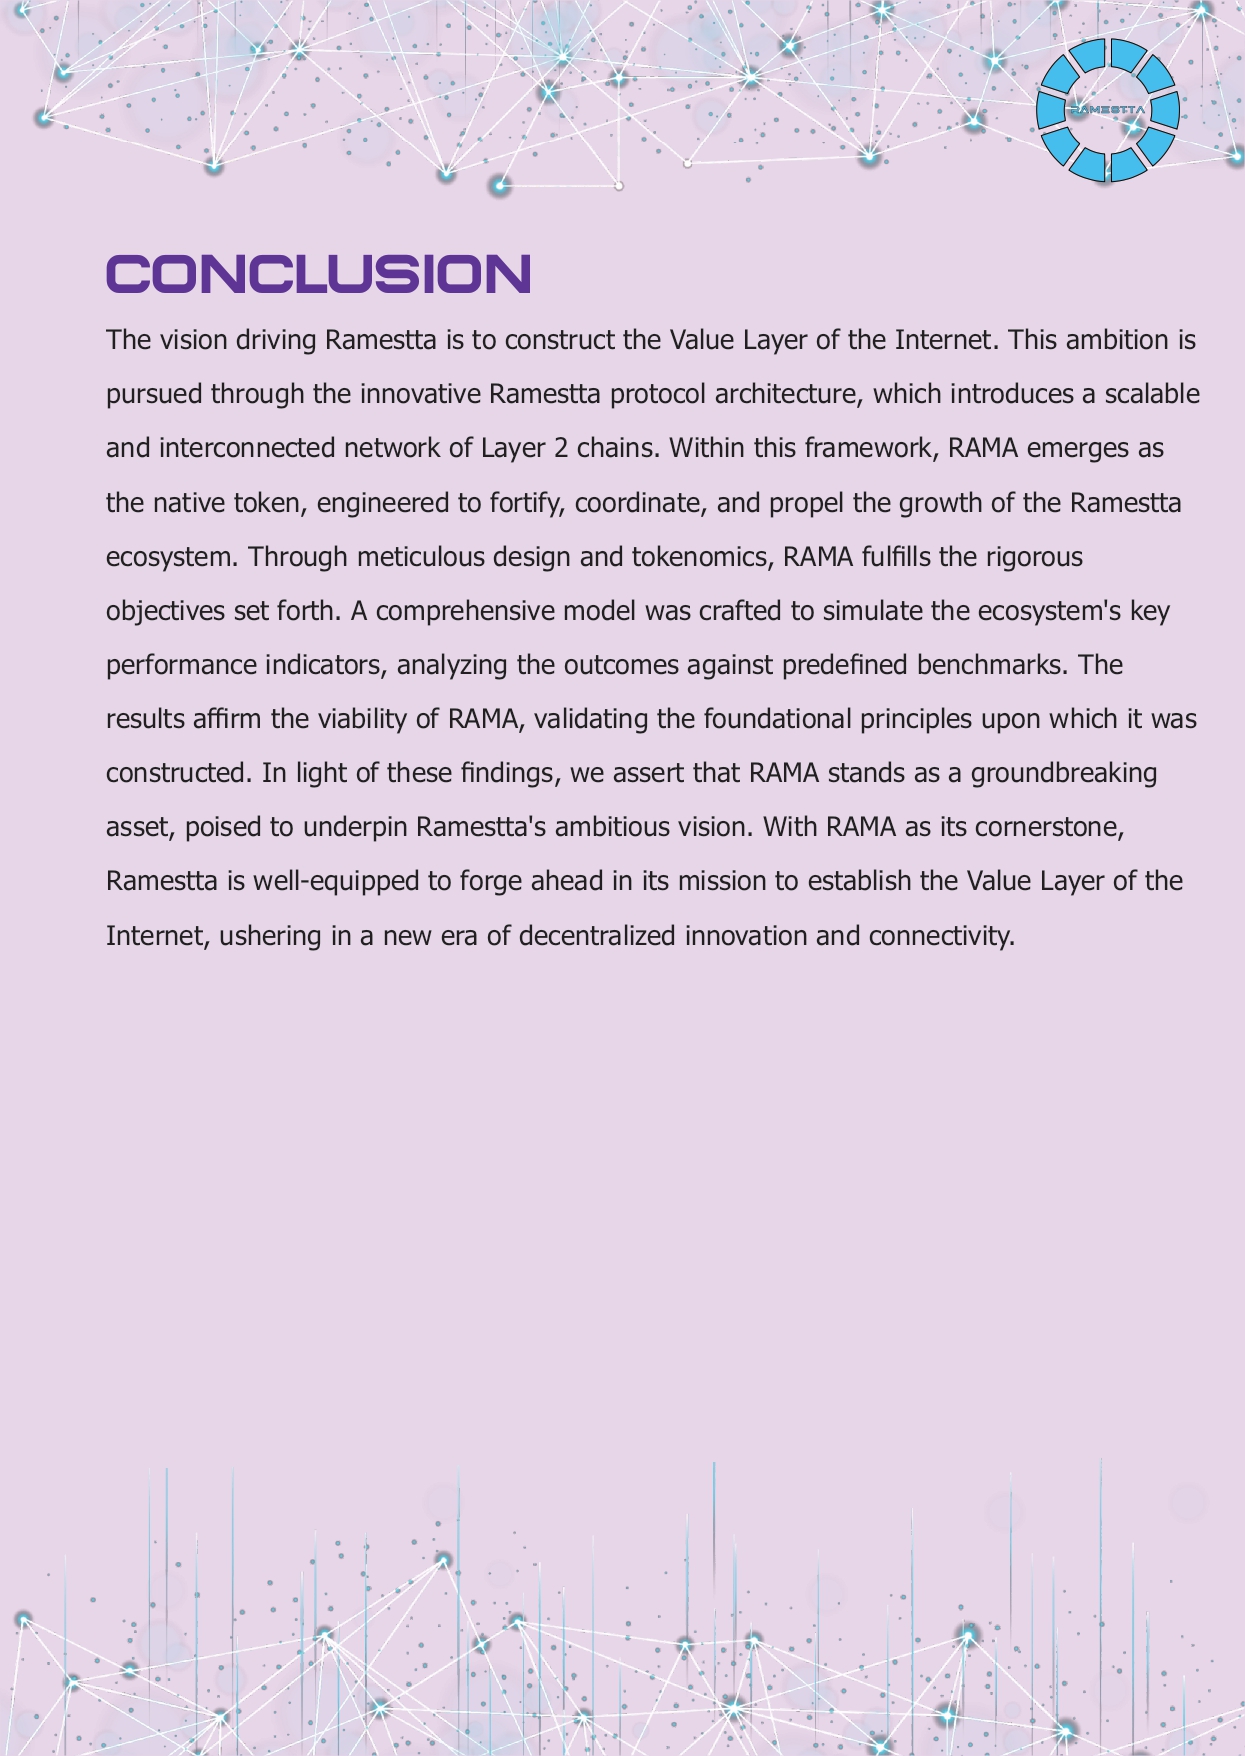 RAMESTTA
CONCLUSION
The vision driving Ramestta is to construct the Value Layer of the Internet. This ambition is
pursued through the innovative Ramestta protocol architecture, which introduces a scalable
and interconnected network of Layer 2 chains. Within this framework, RAMA emerges as
the native token, engineered to fortify, coordinate, and propel the growth of the Ramestta
ecosystem. Through meticulous design and tokenomics, RAMA fulfills the rigorous
objectives set forth. A comprehensive model was crafted to simulate the ecosystem's key
performance indicators, analyzing the outcomes against predefined benchmarks. The
results affirm the viability of RAMA, validating the foundational principles upon which it was
constructed. In light of these findings, we assert that RAMA stands as a groundbreaking
asset, poised to underpin Ramestta's ambitious vision. With RAMA as its cornerstone,
Ramestta is well-equipped to forge ahead in its mission to establish the Value Layer of the
Internet, ushering in a new era of decentralized innovation and connectivity.